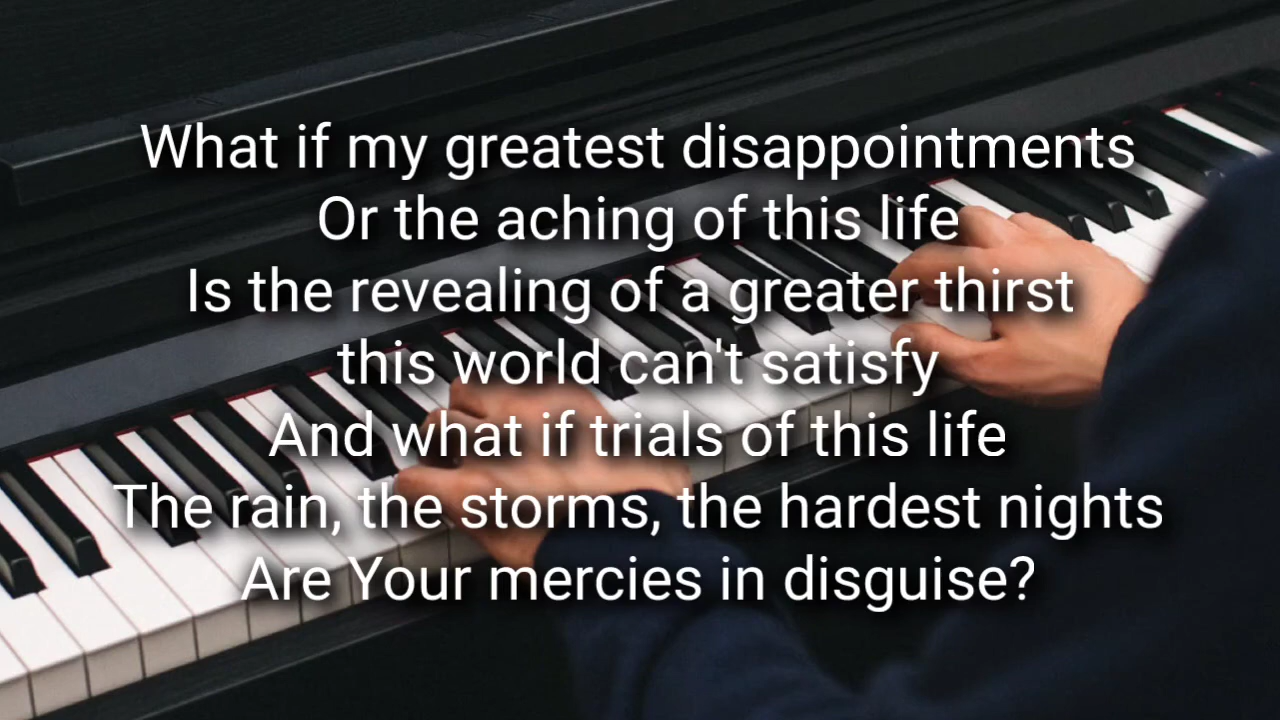 What if my greatest disappointments
Or the aching of this life
Is the revealing of a greater thirst
this world can't satisfy
And what if trials of this life
The rain, the storms, the hardest nights
Are Your mercies in disguise?